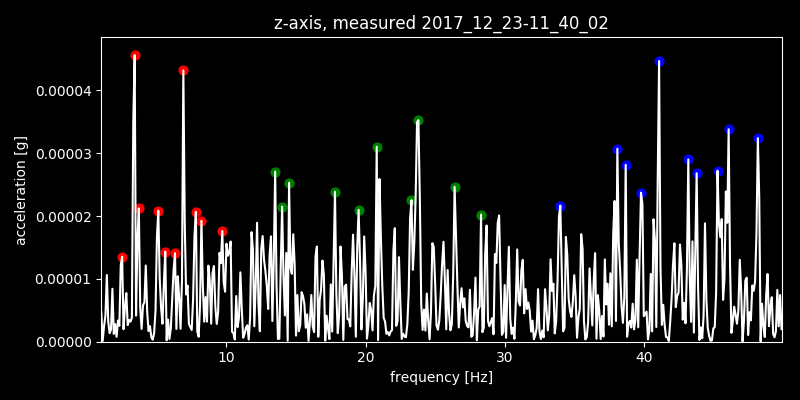 z-axis, measured 2017_12_23-11_40_02
0.00004
0.00003
0.00002
0.00001
0.00000
acceleration [g]
10 20 30 40
frequency [Hz]